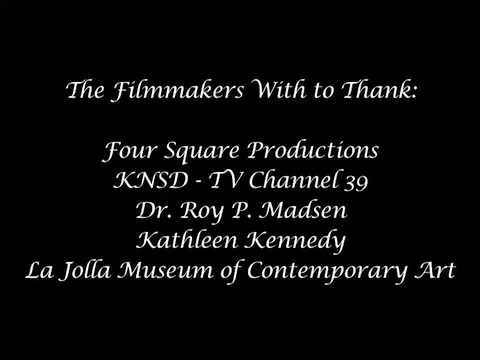 The Filmmakers With to Thank:
Four Square Productions
KNSD - TV Channel 39
Dr. Roy P. Madsen
Kathleen Kennedy
La Jolla Museum of Contemporary Art